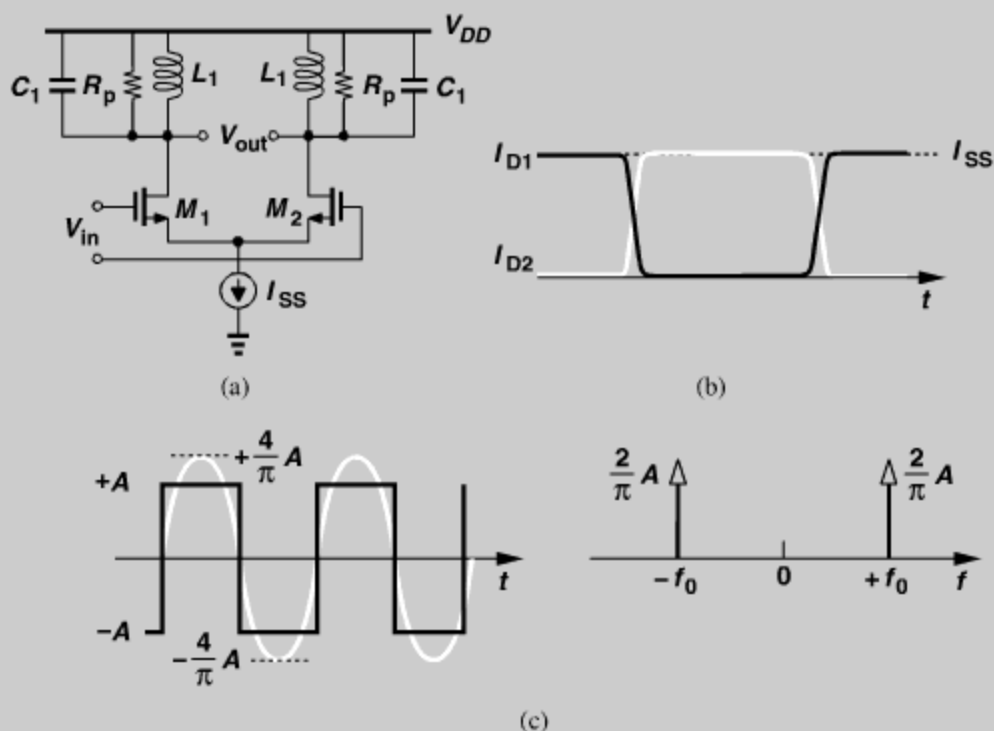 V_DD
C_1 R_p L_1 L_1 R_p C_1
V_out
M_1 M_2
V_in
I_SS
(a)
I_D1 I_SS
I_D2
t
(b)
+4/π A
+A
t
−A
−4/π A
2/π A 2/π A
−f_0 0 +f_0 f
(c)